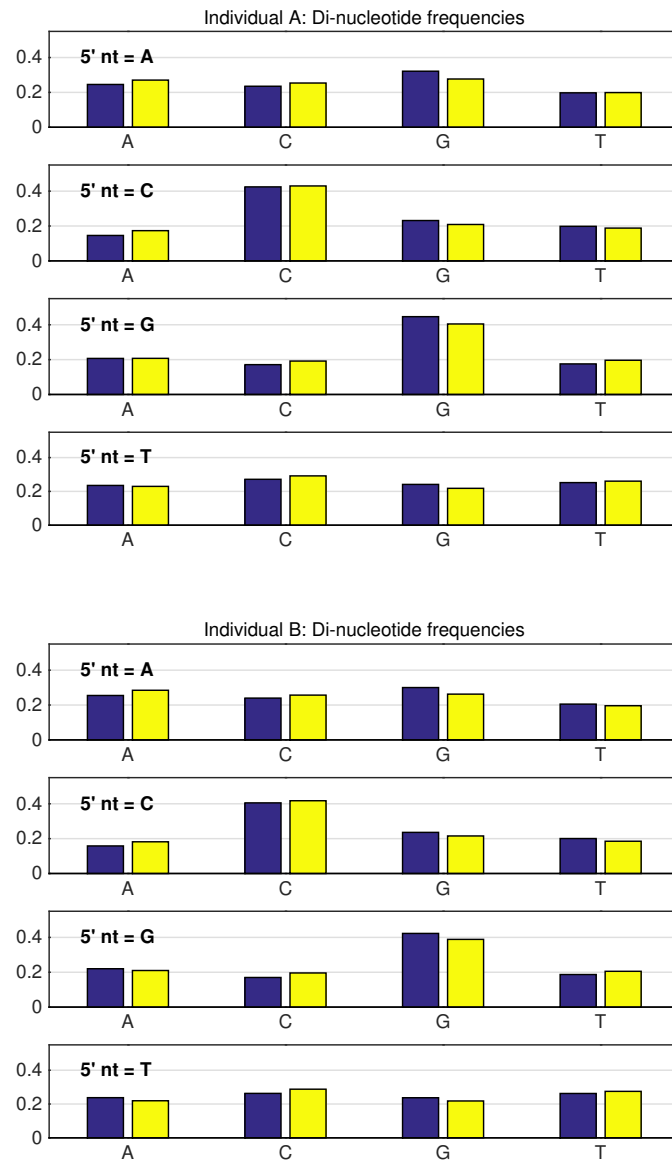 Individual A: Di-nucleotide frequencies
0.4
5' nt = A
0.2
0
A C G T
0.4
5' nt = C
0.2
0
A C G T
0.4
5' nt = G
0.2
0
A C G T
0.4
5' nt = T
0.2
0
A C G T
Individual B: Di-nucleotide frequencies
0.4
5' nt = A
0.2
0
A C G T
0.4
5' nt = C
0.2
0
A C G T
0.4
5' nt = G
0.2
0
A C G T
0.4
5' nt = T
0.2
0
A C G T